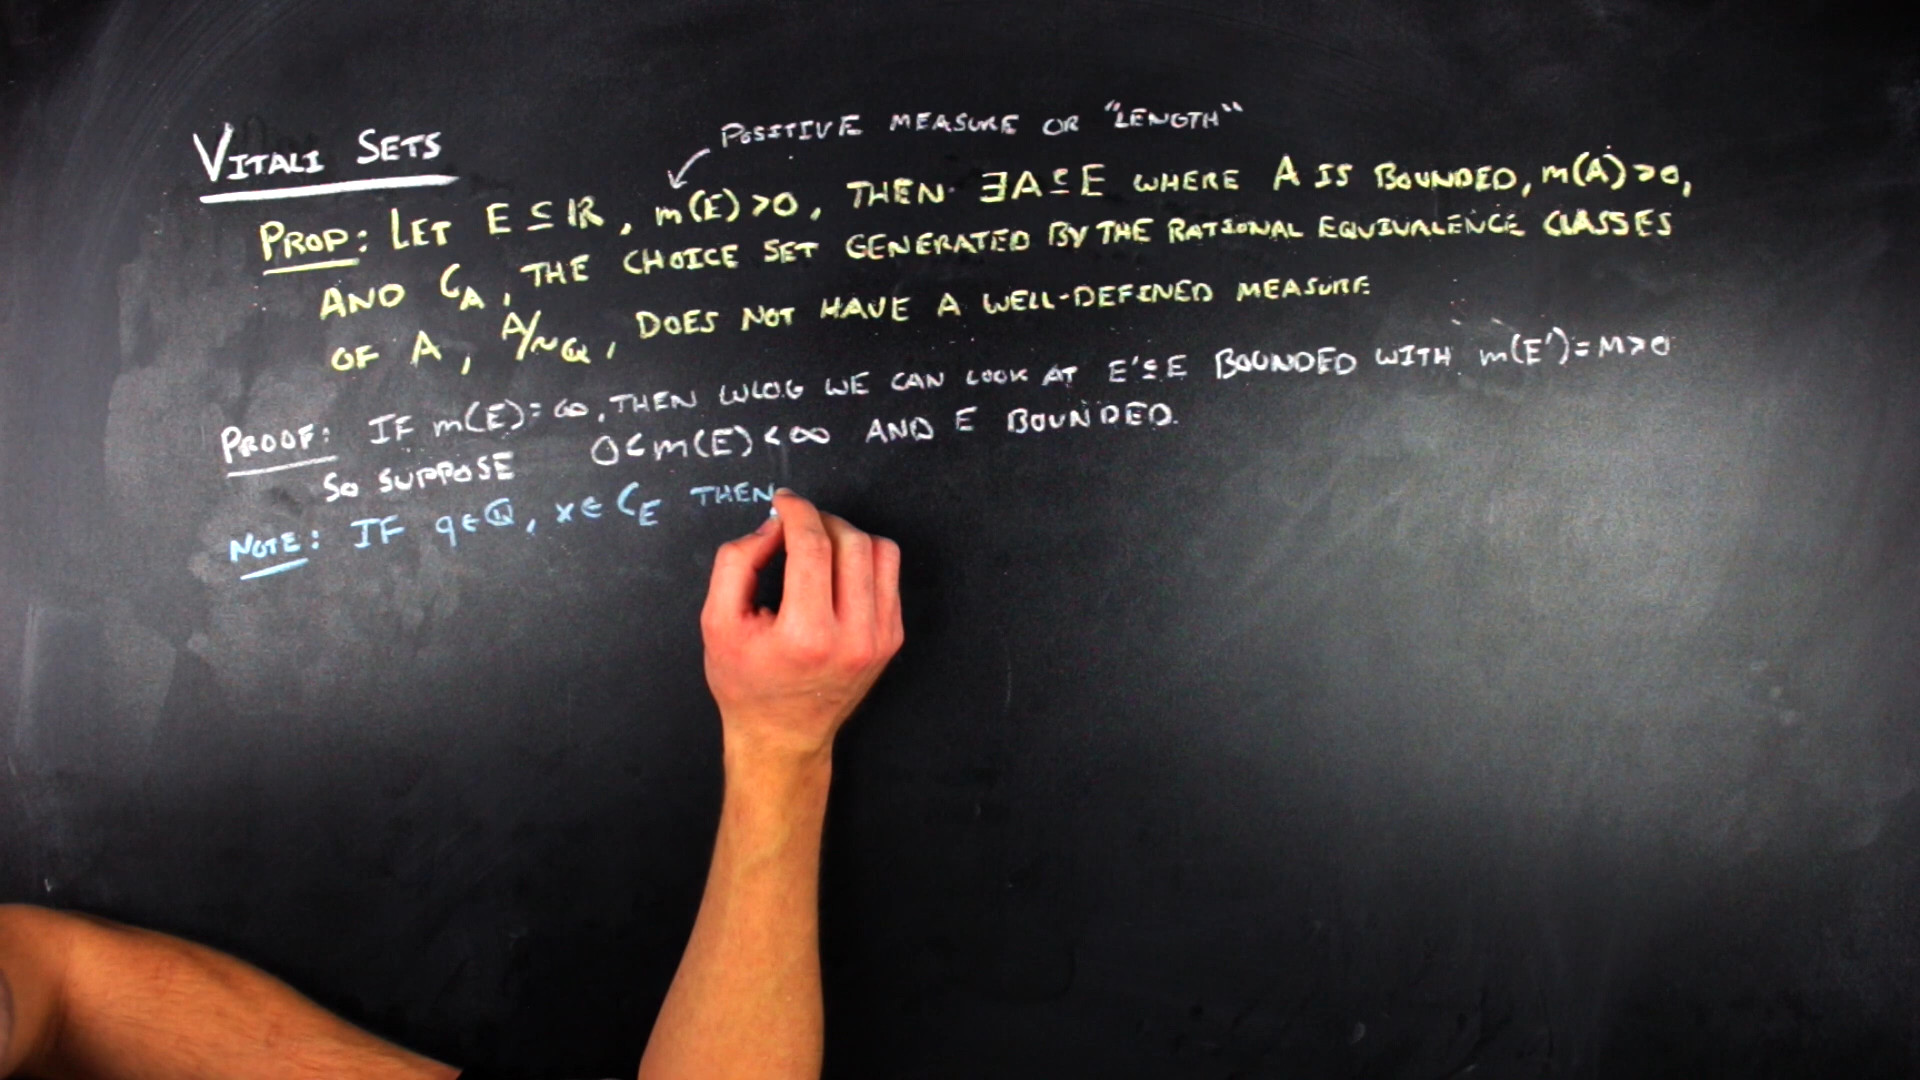 VITALI SETS
POSITIVE MEASURE OR "LENGTH"
PROP: LET E ⊆ ℝ, m(E) > 0, THEN ∃A ⊆ E WHERE A IS BOUNDED, m(A) > 0,
AND C_A, THE CHOICE SET GENERATED BY THE RATIONAL EQUIVALENCE CLASSES
OF A, A/~ℚ, DOES NOT HAVE A WELL-DEFINED MEASURE
PROOF: IF m(E) = ∞, THEN WLOG WE CAN LOOK AT E' ⊆ E BOUNDED WITH m(E') = M > 0
SO SUPPOSE 0 < m(E) < ∞ AND E BOUNDED.
NOTE: IF q ∈ ℚ, x ∈ C_E THEN